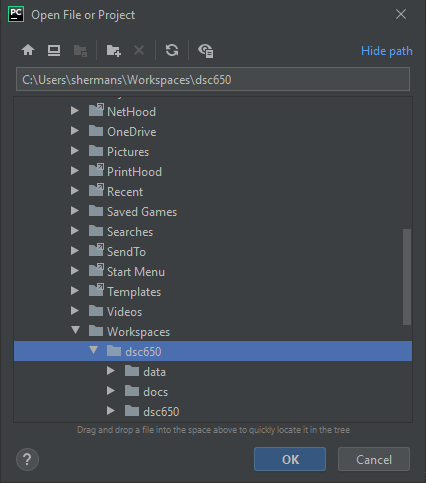 PC
Open File or Project
Hide path
C:\Users\shermans\Workspaces\dsc650
NetHood
OneDrive
Pictures
PrintHood
Recent
Saved Games
Searches
SendTo
Start Menu
Templates
Videos
Workspaces
dsc650
data
docs
dsc650
Drag and drop a file into the space above to quickly locate it in the tree
?
OK
Cancel